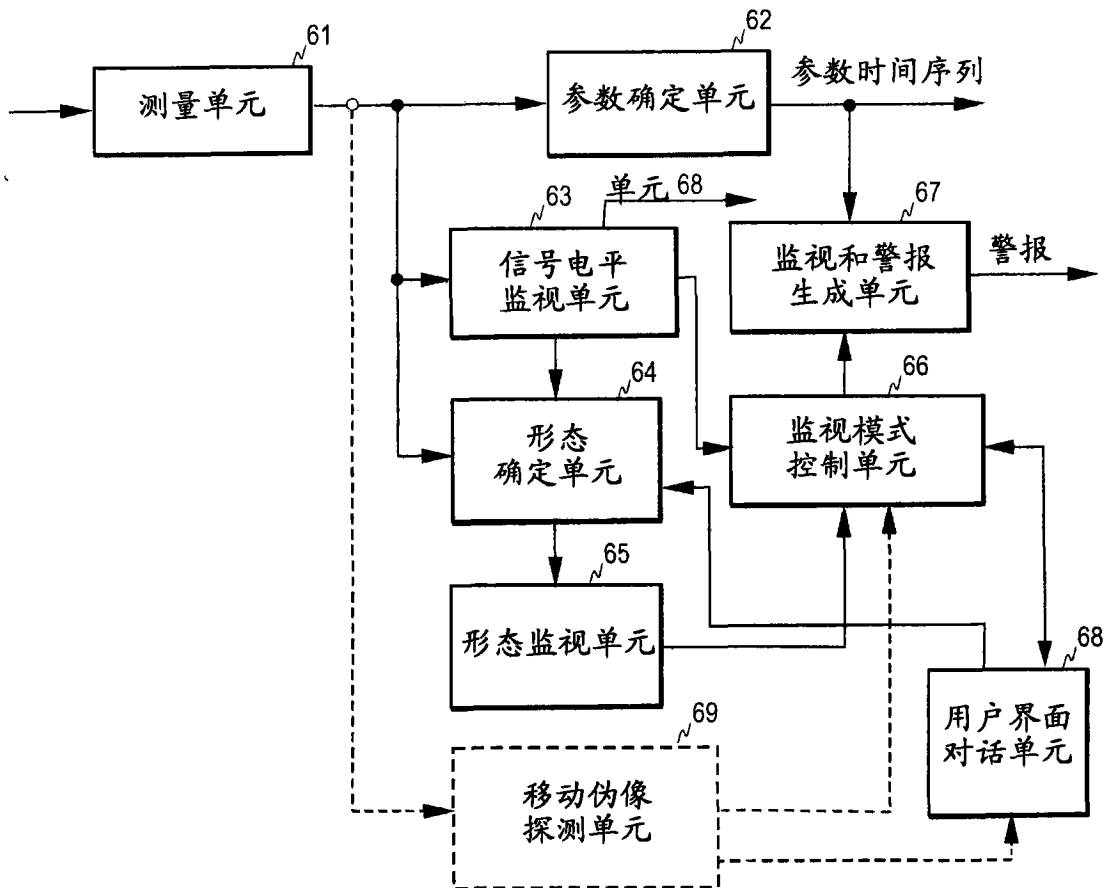 61
测量单元
62
参数确定单元
参数时间序列
单元 68
63
信号电平
监视单元
67
监视和警报
生成单元
警报
64
形态
确定单元
66
监视模式
控制单元
65
形态监视单元
68
用户界面
对话单元
69
移动伪像
探测单元